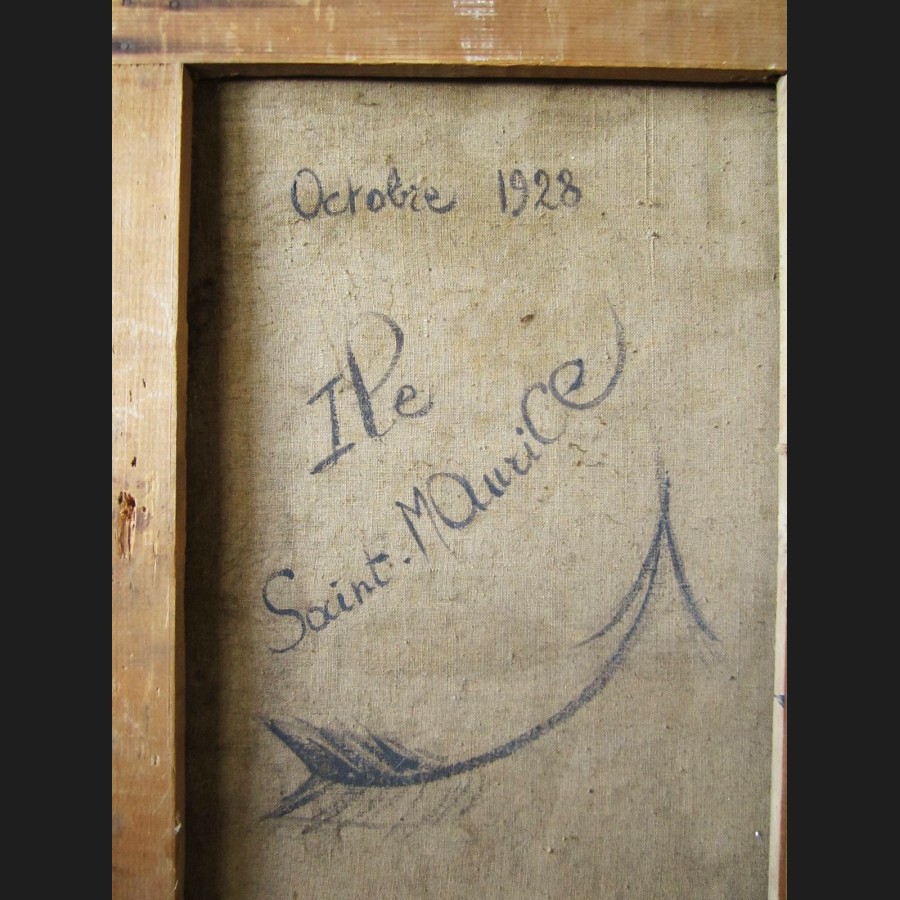 Octobre 1928
Ile
Saint-Maurice